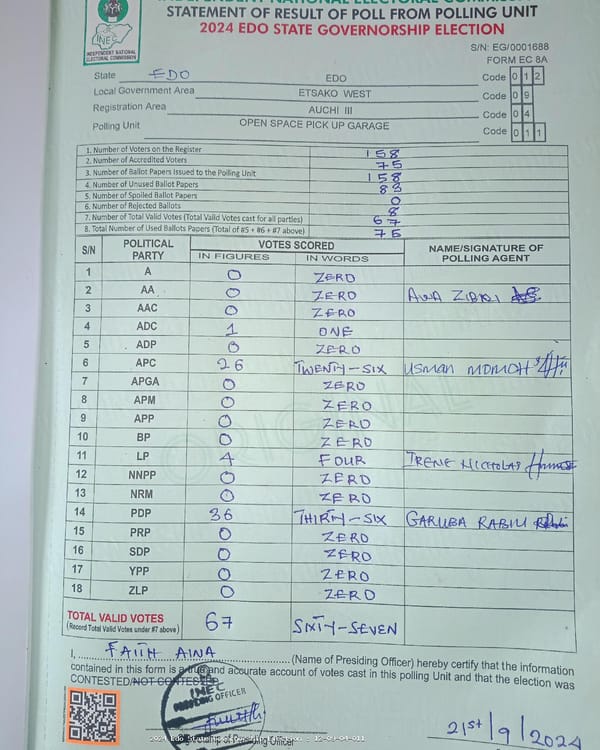 INDEPENDENT NATIONAL ELECTORAL COMMISSION
STATEMENT OF RESULT OF POLL FROM POLLING UNIT
2024 EDO STATE GOVERNORSHIP ELECTION
INEC
INDEPENDENT NATIONAL ELECTORAL COMMISSION
S/N: EG/0001688
FORM EC 8A
State EDO EDO Code 0 1 2
Local Government Area ETSAKO WEST Code 0 9
Registration Area AUCHI III Code 0 4
Polling Unit OPEN SPACE PICK UP GARAGE Code 0 1 1
1. Number of Voters on the Register 158
2. Number of Accredited Voters 75
3. Number of Ballot Papers Issued to the Polling Unit 158
4. Number of Unused Ballot Papers 83
5. Number of Spoiled Ballot Papers 0
6. Number of Rejected Ballots 8
7. Number of Total Valid Votes (Total Valid Votes cast for all parties) 67
8. Total Number of Used Ballots Papers (Total of #5 + #6 + #7 above) 75
S/N POLITICAL PARTY VOTES SCORED NAME/SIGNATURE OF POLLING AGENT
IN FIGURES IN WORDS
1 A 0 ZERO
2 AA 0 ZERO AWA
3 AAC 0 ZERO
4 ADC 1 ONE
5 ADP 0 ZERO
6 APC 26 TWENTY-SIX USMAN MOMOH
7 APGA 0 ZERO
8 APM 0 ZERO
9 APP 0 ZERO
10 BP 0 ZERO
11 LP 4 FOUR IRENE NICHOLAS
12 NNPP 0 ZERO
13 NRM 0 ZERO
14 PDP 36 THIRTY-SIX GARUBA RABIU
15 PRP 0 ZERO
16 SDP 0 ZERO
17 YPP 0 ZERO
18 ZLP 0 ZERO
TOTAL VALID VOTES 67 SIXTY-SEVEN
(Record Total Valid Votes under #7 above)
I, FAITH AINA (Name of Presiding Officer) hereby certify that the information
contained in this form is a true and accurate account of votes cast in this polling Unit and that the election was
CONTESTED/NOT CONTESTED.
INEC
PRESIDING OFFICER
21st/9/2024
Signature of Presiding Officer